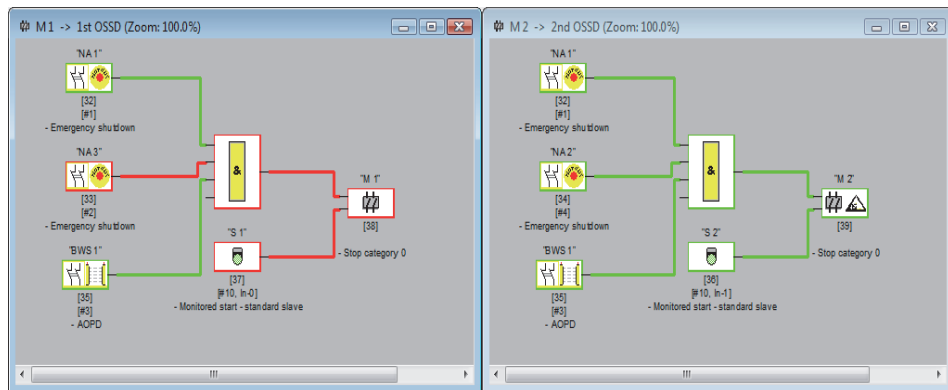 M 1 -> 1st OSSD (Zoom: 100.0%)
"NA 1"
[32]
[#1]
- Emergency shutdown
"NA 3"
[33]
[#2]
- Emergency shutdown
"BWS 1"
[35]
[#3]
- AOPD
&
"S 1"
[37]
[#10, In-0]
- Monitored start - standard slave
"M 1"
[38]
- Stop category 0
M 2 -> 2nd OSSD (Zoom: 100.0%)
"NA 1"
[32]
[#1]
- Emergency shutdown
"NA 2"
[34]
[#4]
- Emergency shutdown
"BWS 1"
[35]
[#3]
- AOPD
&
"S 2"
[36]
[#10, In-1]
- Monitored start - standard slave
"M 2"
[39]
- Stop category 0